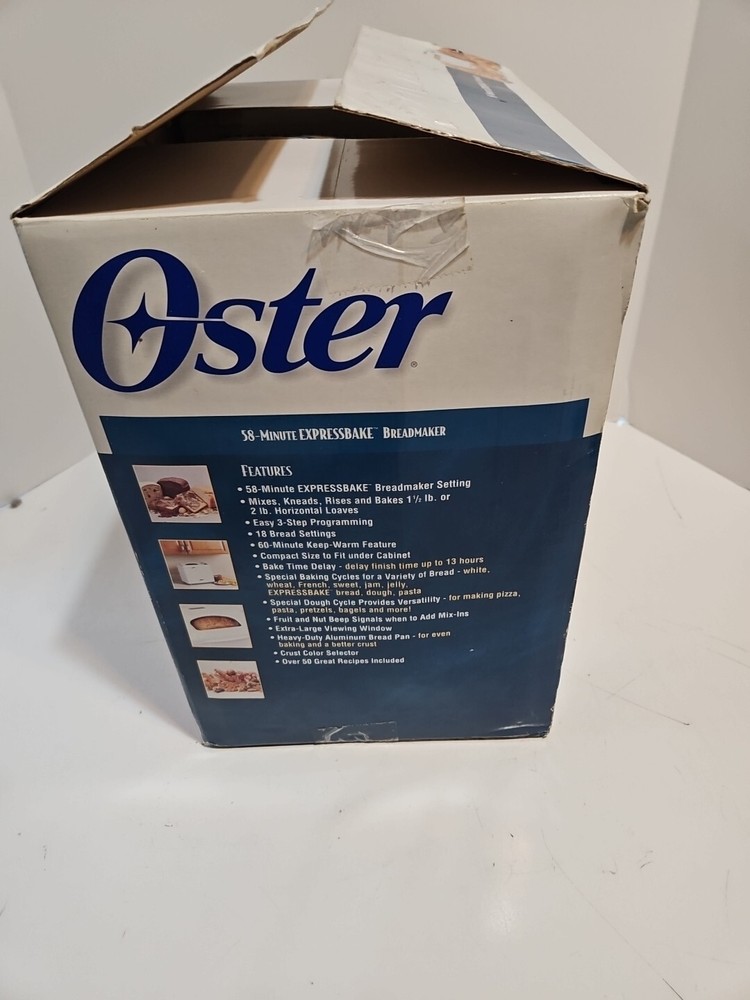 Oster®
58-MINUTE EXPRESSBAKE™ BREADMAKER
FEATURES
• 58-Minute EXPRESSBAKE™ Breadmaker Setting
• Mixes, Kneads, Rises and Bakes 1½ lb. or
2 lb. Horizontal Loaves
• Easy 3-Step Programming
• 18 Bread Settings
• 60-Minute Keep-Warm Feature
• Compact Size to Fit under Cabinet
• Bake Time Delay - delay finish time up to 13 hours
• Special Baking Cycles for a Variety of Bread - white,
wheat, French, sweet, jam, jelly,
EXPRESSBAKE™ bread, dough, pasta
• Special Dough Cycle Provides Versatility - for making pizza,
pasta, pretzels, bagels and more!
• Fruit and Nut Beep Signals when to Add Mix-Ins
• Extra-Large Viewing Window
• Heavy-Duty Aluminum Bread Pan - for even
baking and a better crust
• Crust Color Selector
• Over 50 Great Recipes Included